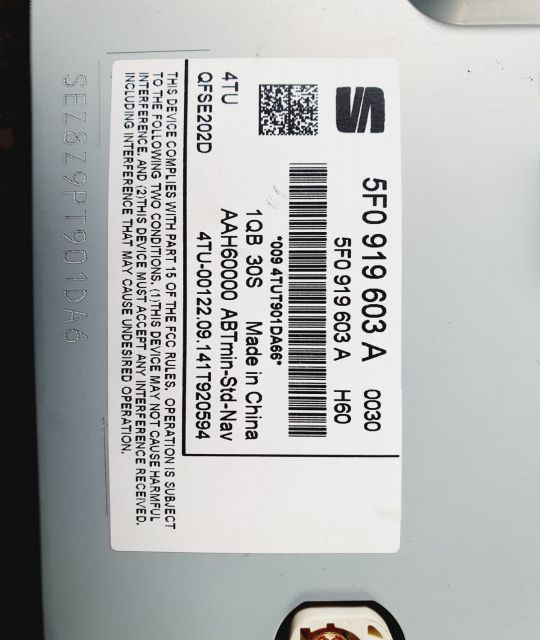 5F0 919 603 A 0030
5F0 919 603 A H60
*009 4TUT901DA66*
1QB 30S Made in China
AAH60000 ABTmin-Std-Nav
4TU 4TU-00122.09.141T920594
QFSE202D
THIS DEVICE COMPLIES WITH PART 15 OF THE FCC RULES. OPERATION IS SUBJECT
TO THE FOLLOWING TWO CONDITIONS. (1)THIS DEVICE MAY NOT CAUSE HARMFUL
INTERFERENCE, AND (2)THIS DEVICE MUST ACCEPT ANY INTERFERENCE RECEIVED,
INCLUDING INTERFERENCE THAT MAY CAUSE UNDESIRED OPERATION.
SEZ8Z9PT901DA6